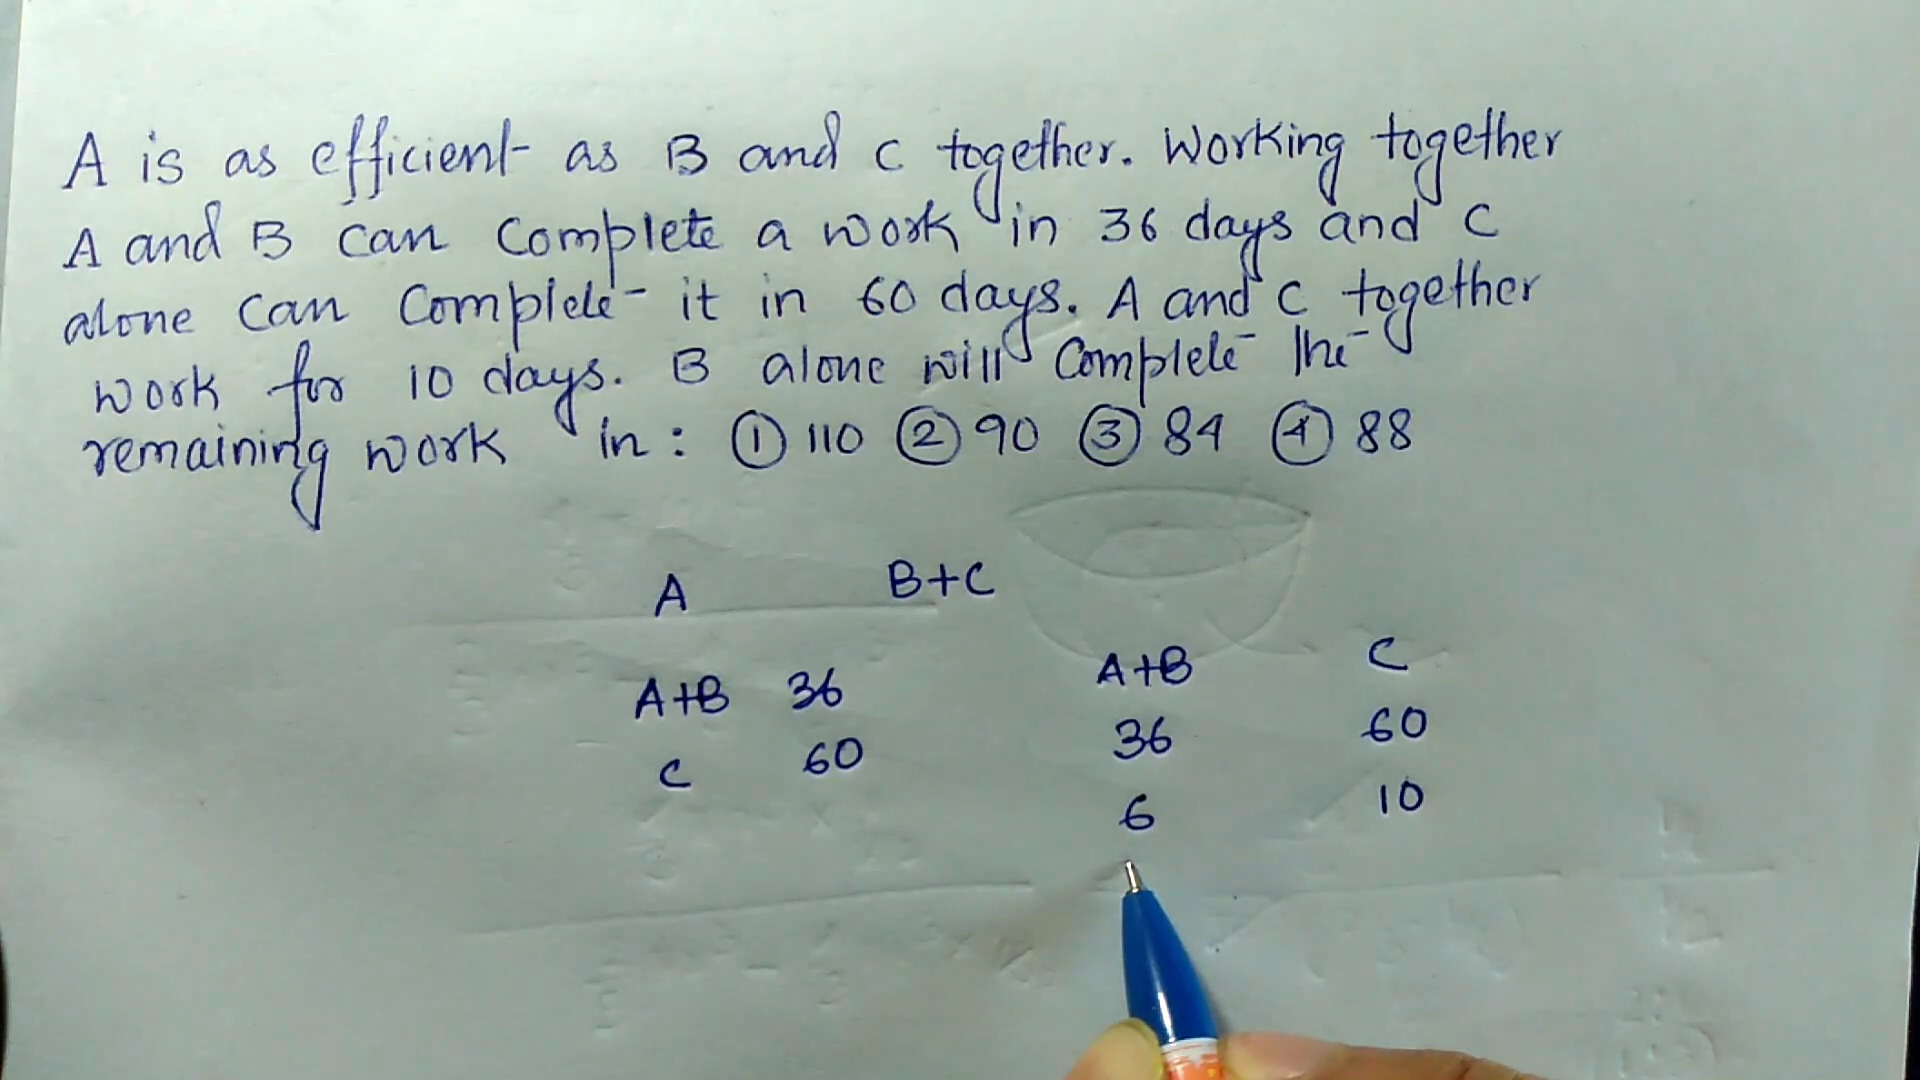 A is as efficient as B and C together. Working together
A and B can complete a work in 36 days and C
alone can complete it in 60 days. A and C together
work for 10 days. B alone will complete the
remaining work in: ① 110 ② 90 ③ 84 ④ 88
A B+C
A+B 36
C 60
A+B C
36 60
6 10